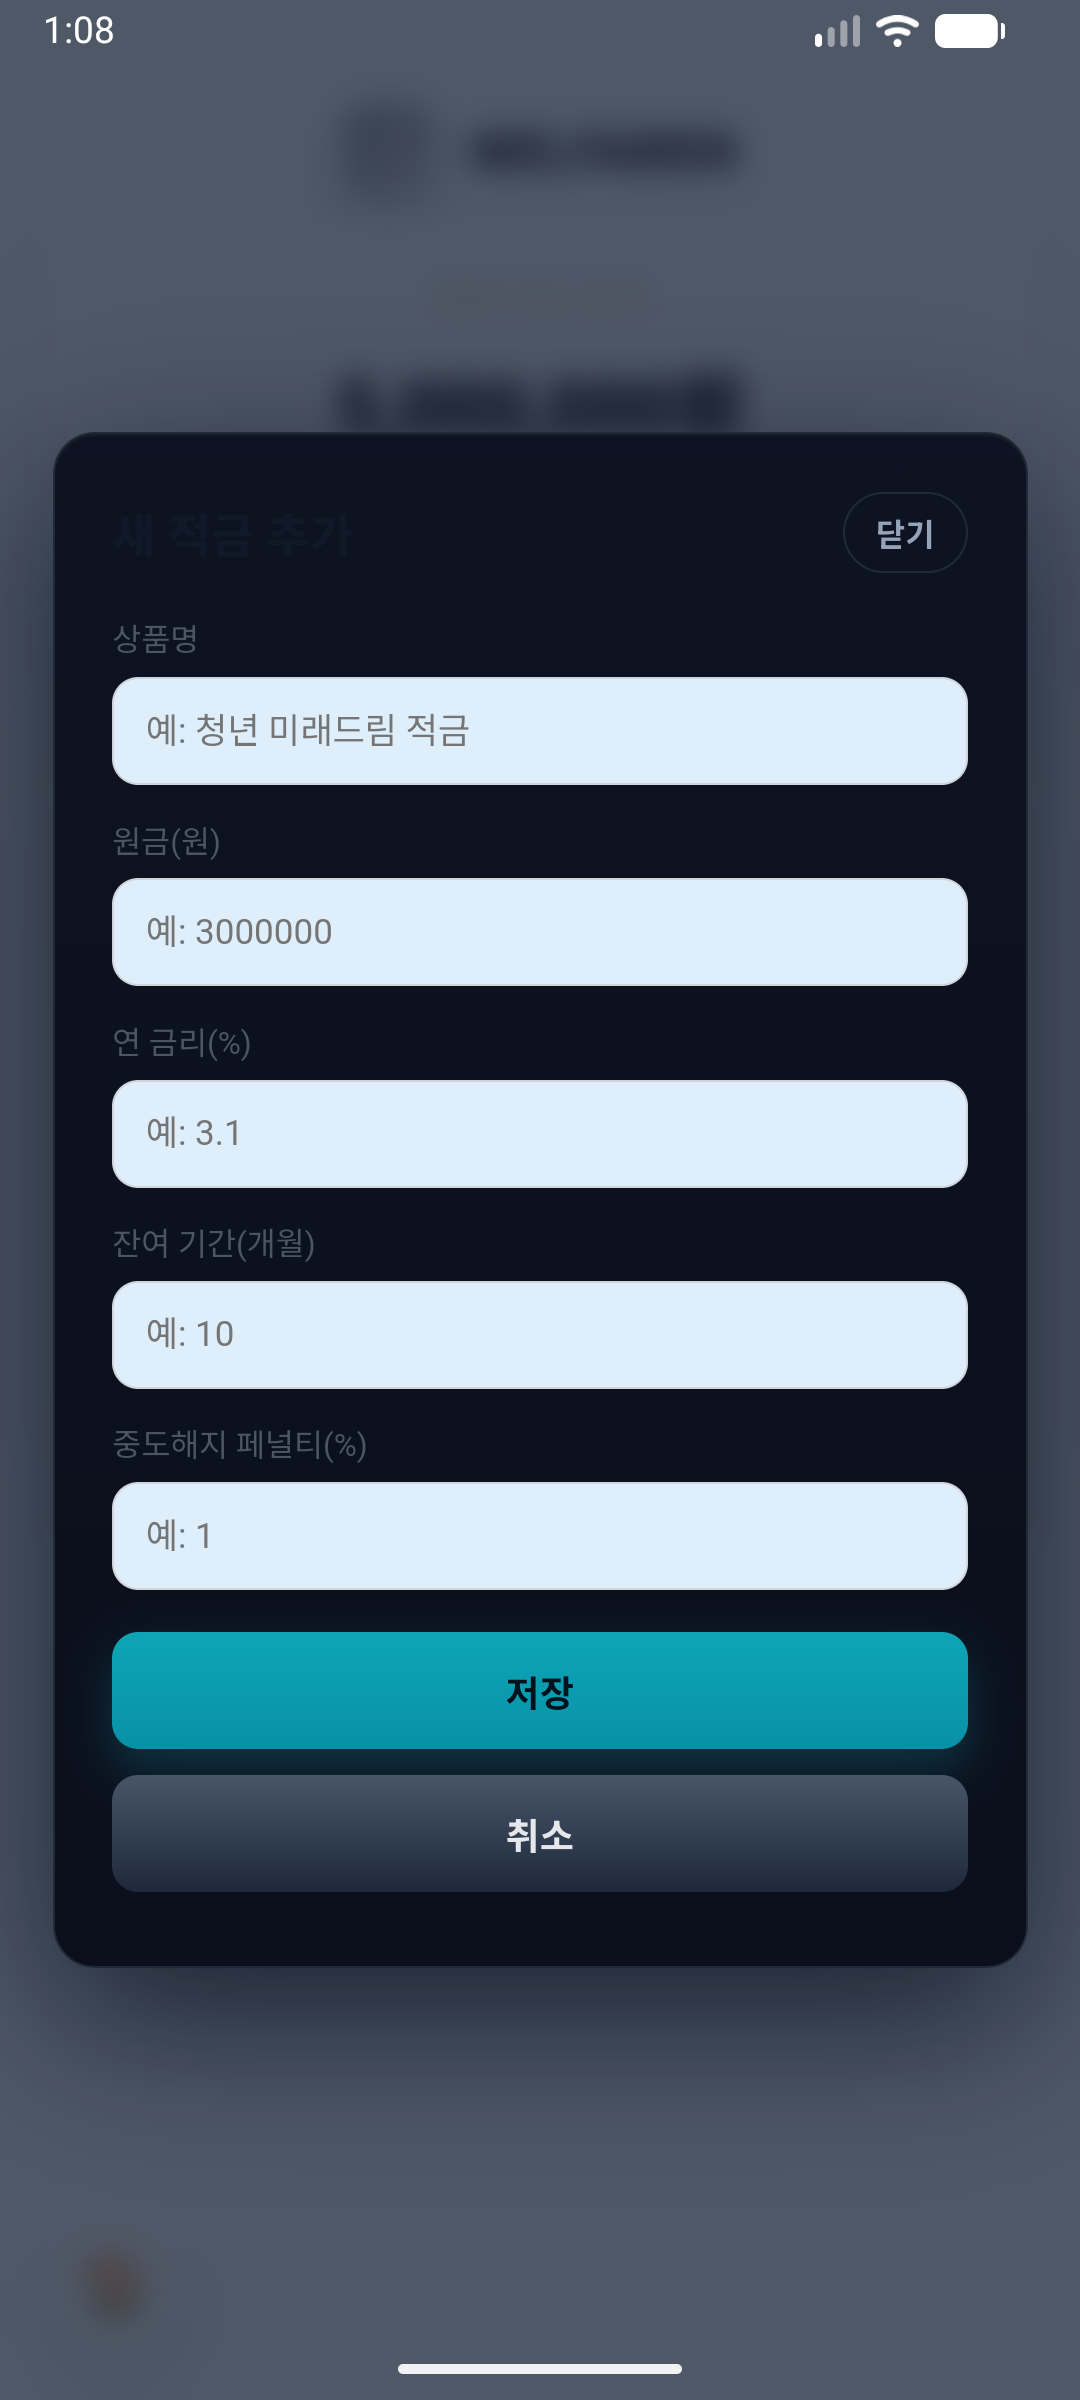 1:08
새 적금 추가
닫기
상품명
예: 청년 미래드림 적금
원금(원)
예: 3000000
연 금리(%)
예: 3.1
잔여 기간(개월)
예: 10
중도해지 페널티(%)
예: 1
저장
취소